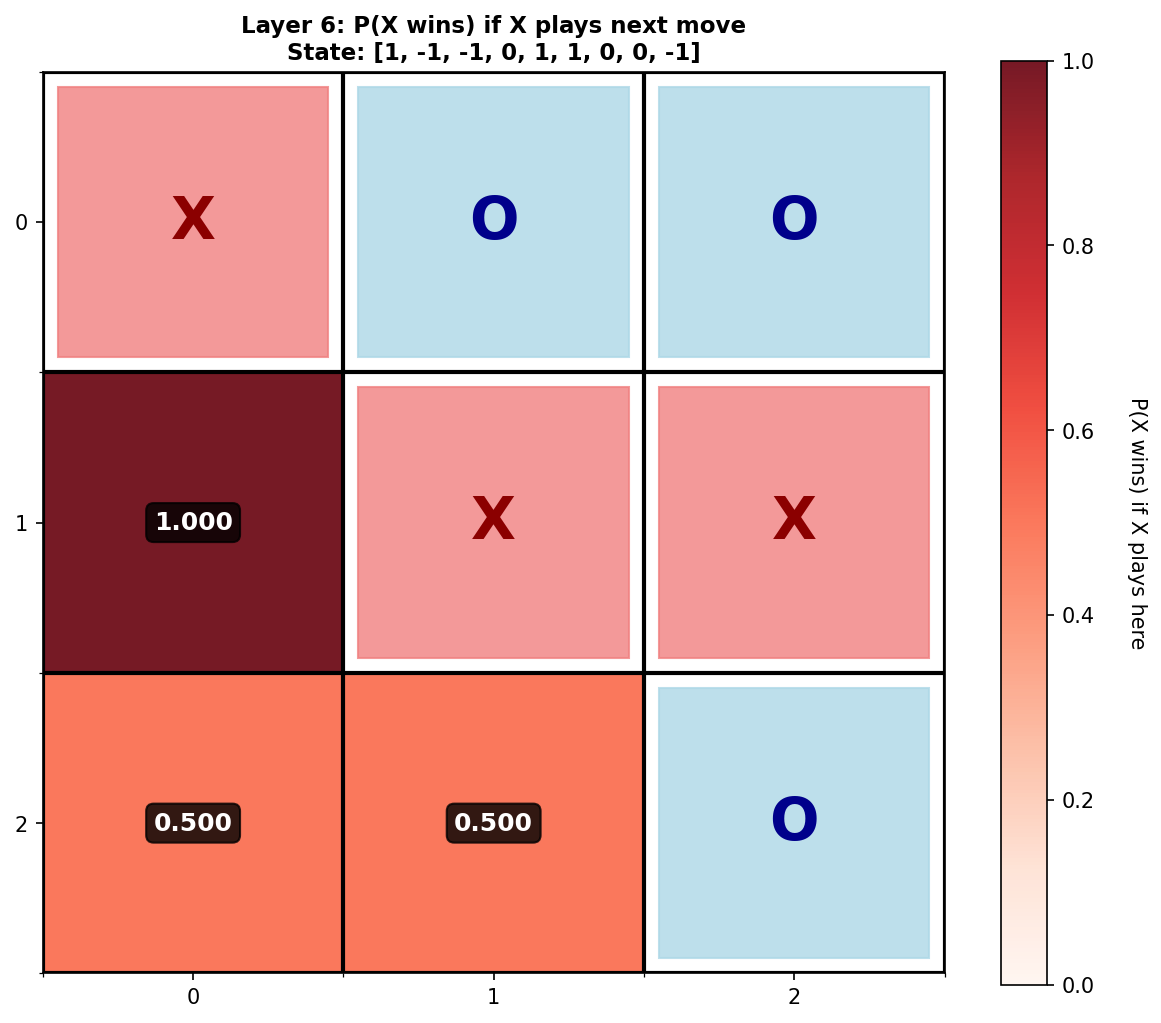 Layer 6: P(X wins) if X plays next move
State: [1, -1, -1, 0, 1, 1, 0, 0, -1]
X O O
0
1.000 X X
1
0.500 0.500 O
2
0 1 2
1.0
0.8
0.6
0.4
0.2
0.0
P(X wins) if X plays here